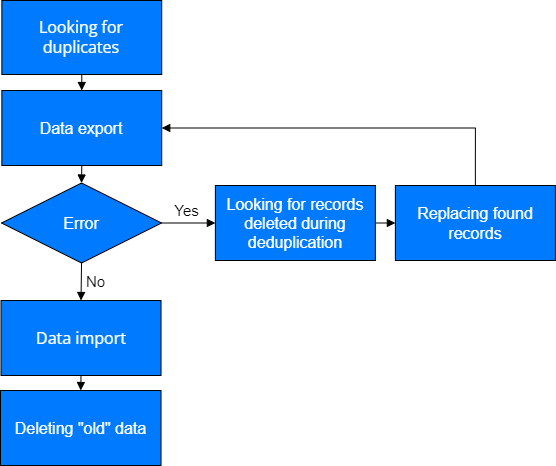 Looking for
duplicates
Data export
Error
Yes
Looking for records
deleted during
deduplication
Replacing found
records
No
Data import
Deleting "old" data